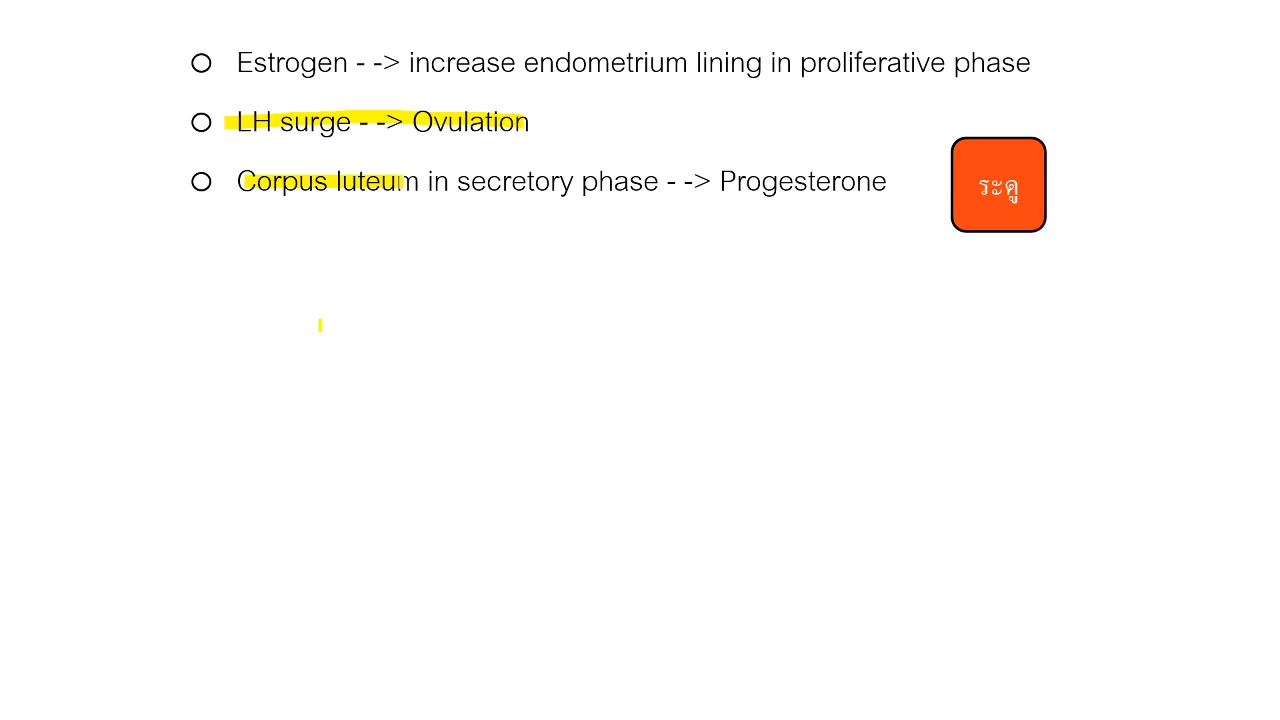 Estrogen - -> increase endometrium lining in proliferative phase
LH surge - -> Ovulation
Corpus luteum in secretory phase - -> Progesterone
ระดู